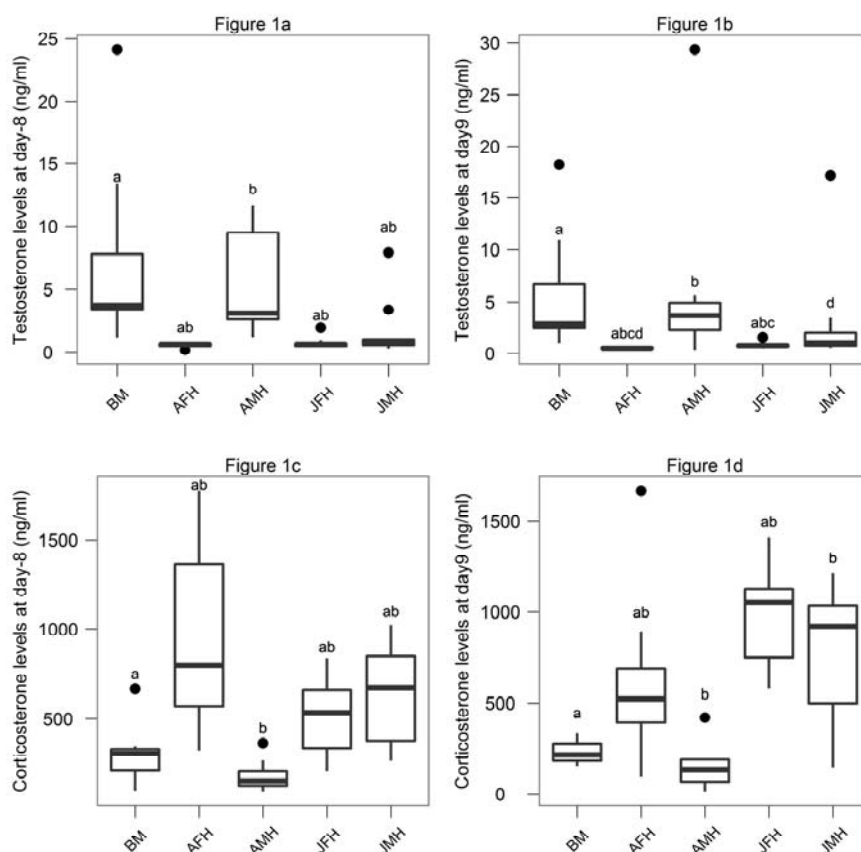 Figure 1a
Testosterone levels at day-8 (ng/ml)
25
20
15
10
5
0
a
ab
b
ab
ab
BM
AFH
AMH
JFH
JMH
Figure 1b
Testosterone levels at day9 (ng/ml)
30
25
20
15
10
5
0
a
abcd
b
abc
d
BM
AFH
AMH
JFH
JMH
Figure 1c
Corticosterone levels at day-8 (ng/ml)
1500
1000
500
a
ab
b
ab
ab
BM
AFH
AMH
JFH
JMH
Figure 1d
Corticosterone levels at day9 (ng/ml)
1500
1000
500
0
a
ab
b
ab
b
BM
AFH
AMH
JFH
JMH